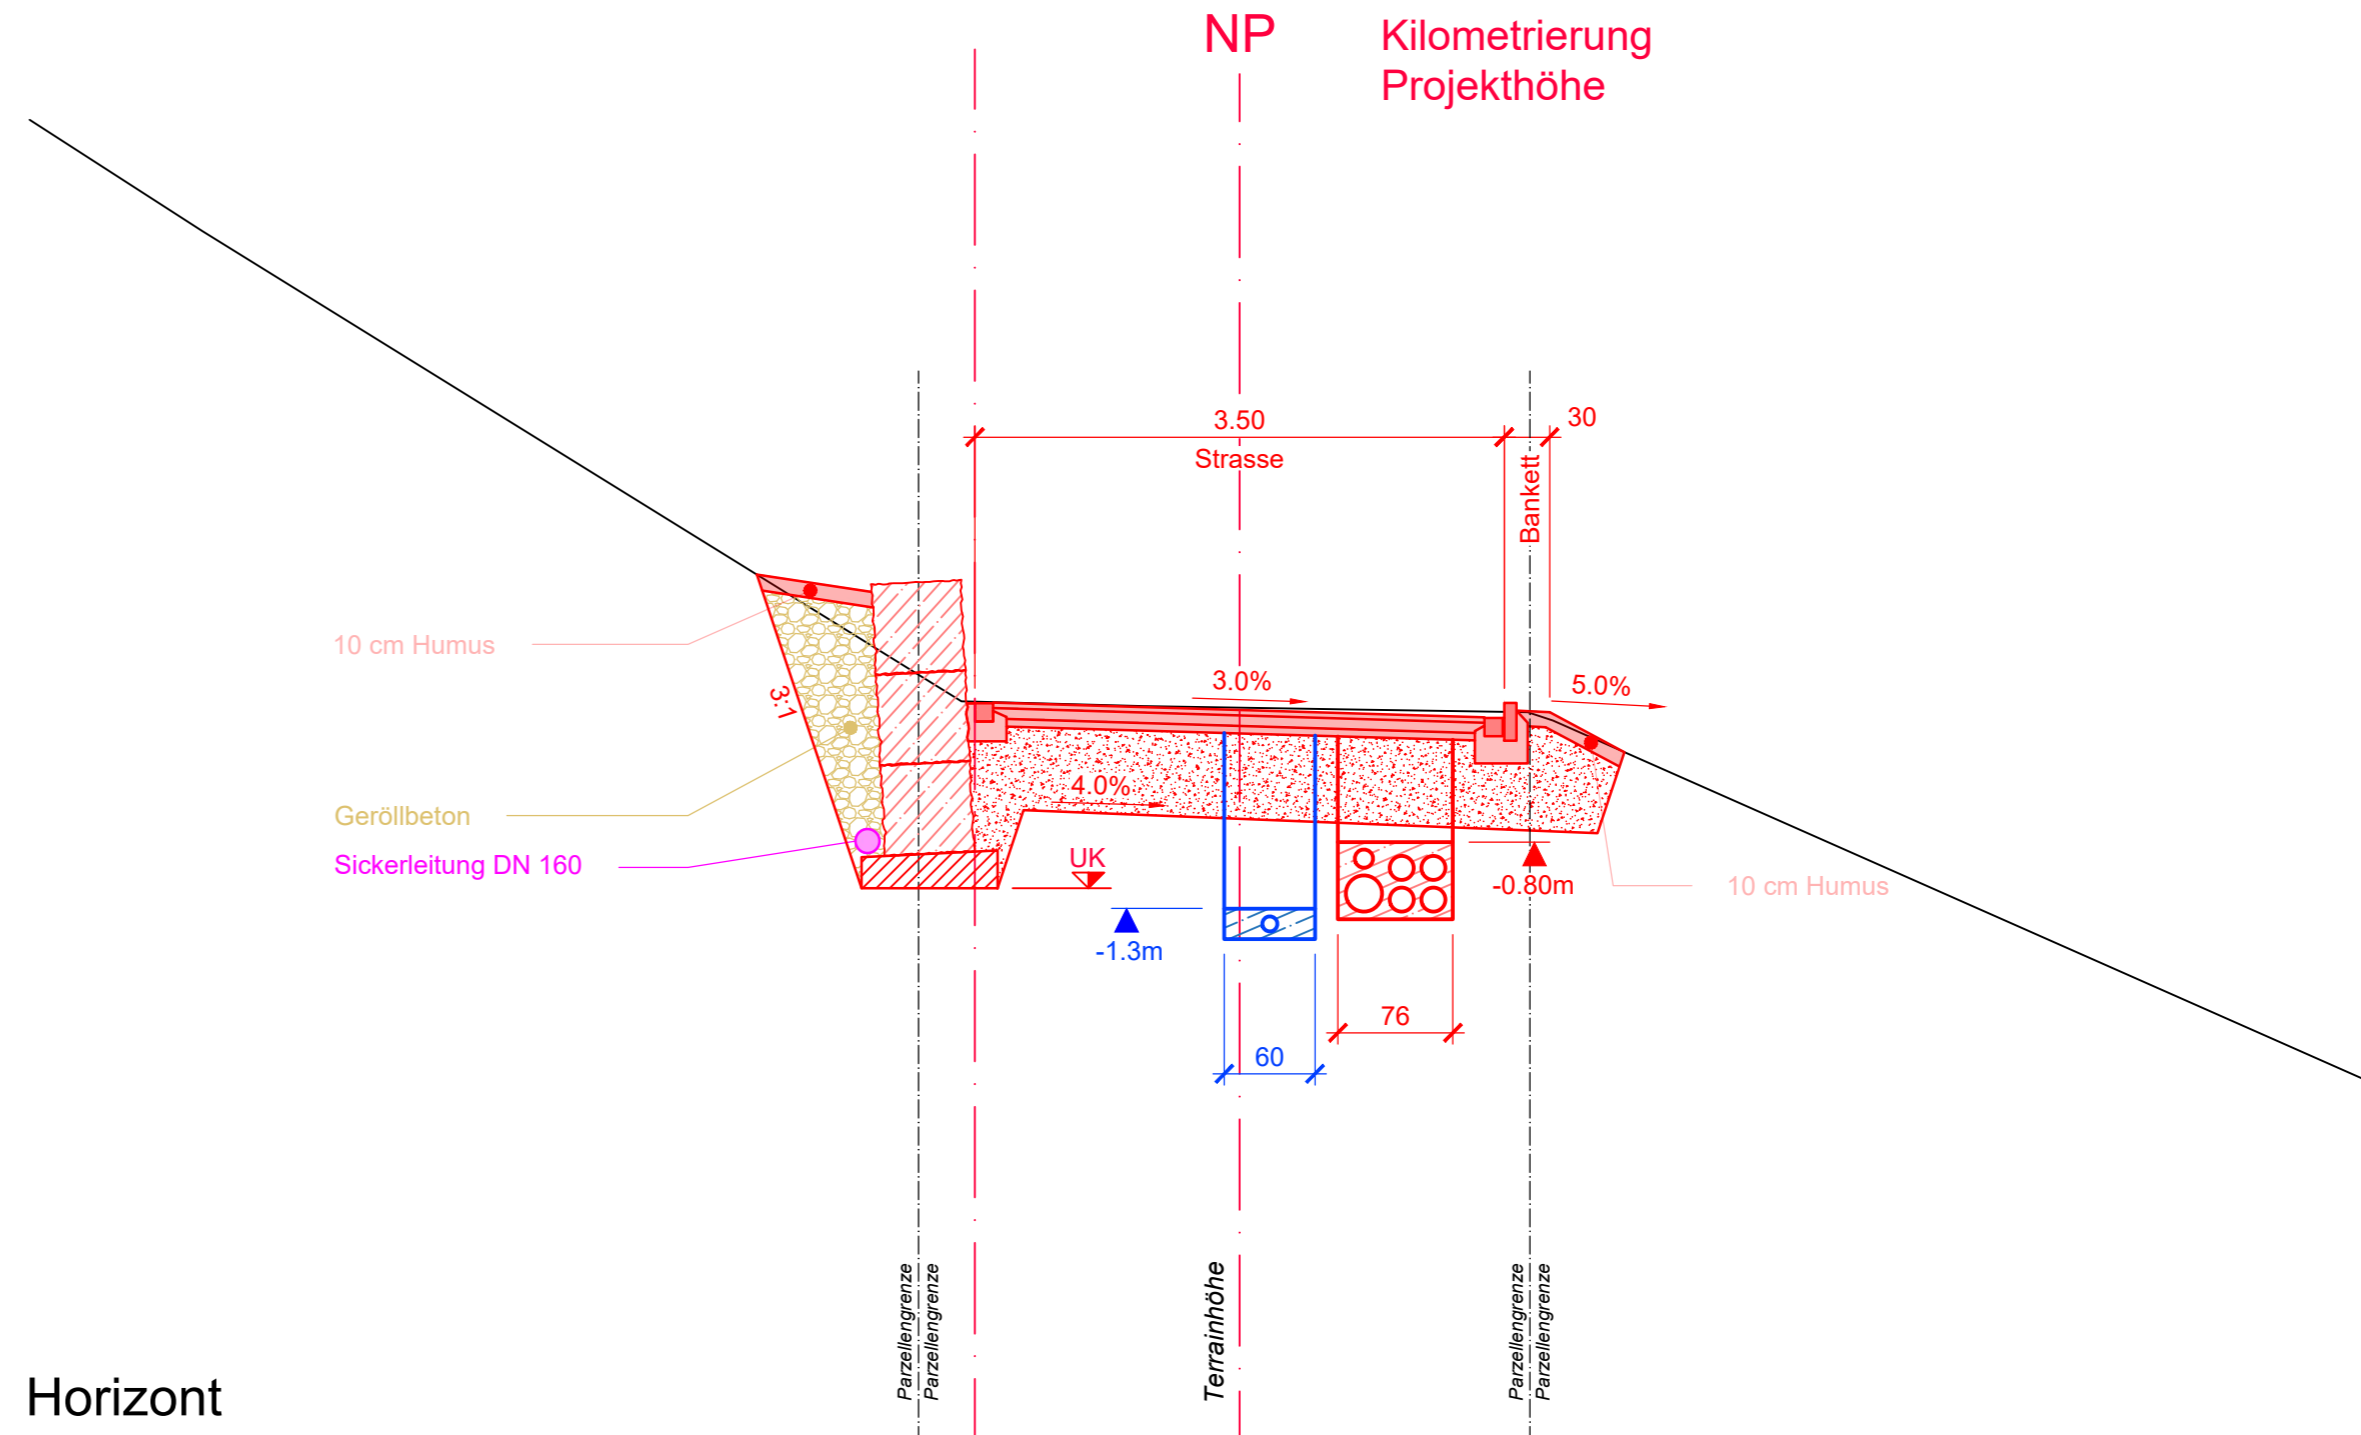 NP
Kilometrierung
Projekthöhe
3.50
30
Strasse
Bankett
10 cm Humus
3:1
3.0%
5.0%
4.0%
Geröllbeton
Sickerleitung DN 160
UK
-0.80m
10 cm Humus
-1.3m
76
60
Parzellengrenze
Parzellengrenze
Terrainhöhe
Parzellengrenze
Parzellengrenze
Horizont